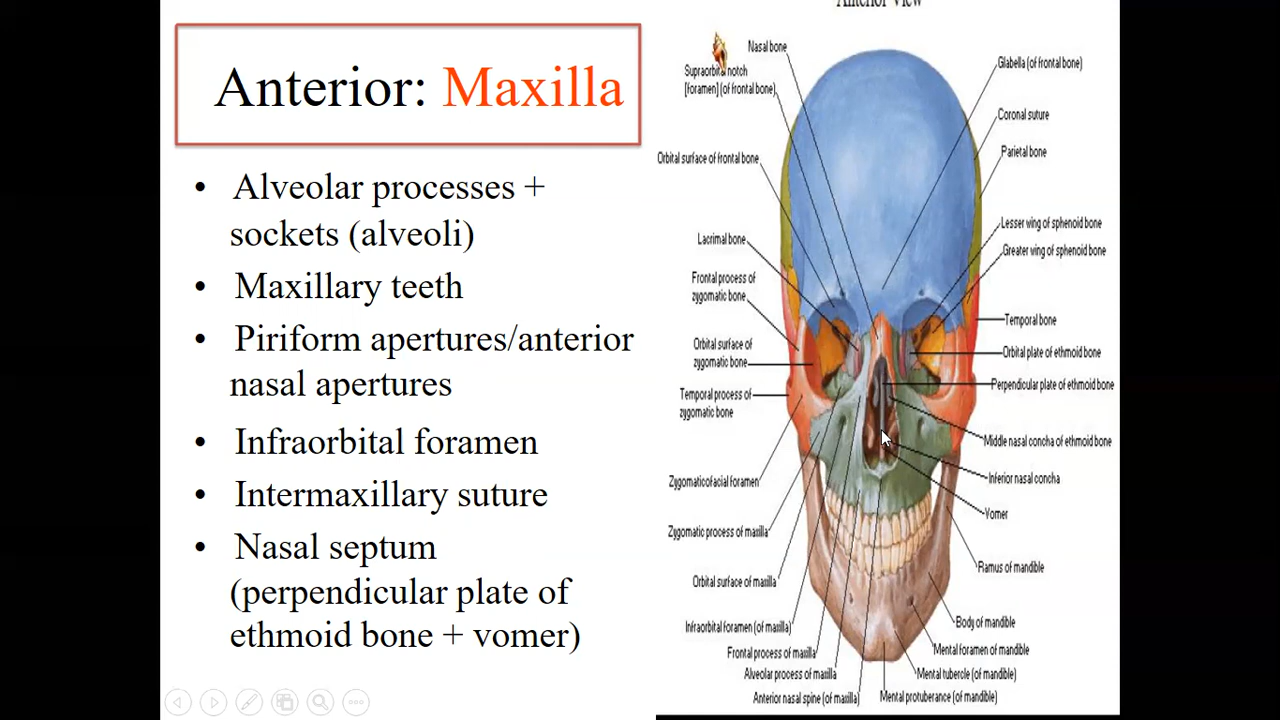 Anterior: Maxilla
• Alveolar processes +
sockets (alveoli)
• Maxillary teeth
• Piriform apertures/anterior
nasal apertures
• Infraorbital foramen
• Intermaxillary suture
• Nasal septum
(perpendicular plate of
ethmoid bone + vomer)
Anterior View
Nasal bone
Supraorbital notch
[foramen] (of frontal bone)
Orbital surface of frontal bone
Lacrimal bone
Frontal process of
zygomatic bone
Orbital surface of
zygomatic bone
Temporal process of
zygomatic bone
Zygomaticofacial foramen
Zygomatic process of maxilla
Orbital surface of maxilla
Infraorbital foramen (of maxilla)
Frontal process of maxilla
Alveolar process of maxilla
Anterior nasal spine (of maxilla)
Glabella (of frontal bone)
Coronal suture
Parietal bone
Lesser wing of sphenoid bone
Greater wing of sphenoid bone
Temporal bone
Orbital plate of ethmoid bone
Perpendicular plate of ethmoid bone
Middle nasal concha of ethmoid bone
Inferior nasal concha
Vomer
Ramus of mandible
Body of mandible
Mental foramen of mandible
Mental tubercle (of mandible)
Mental protuberance (of mandible)